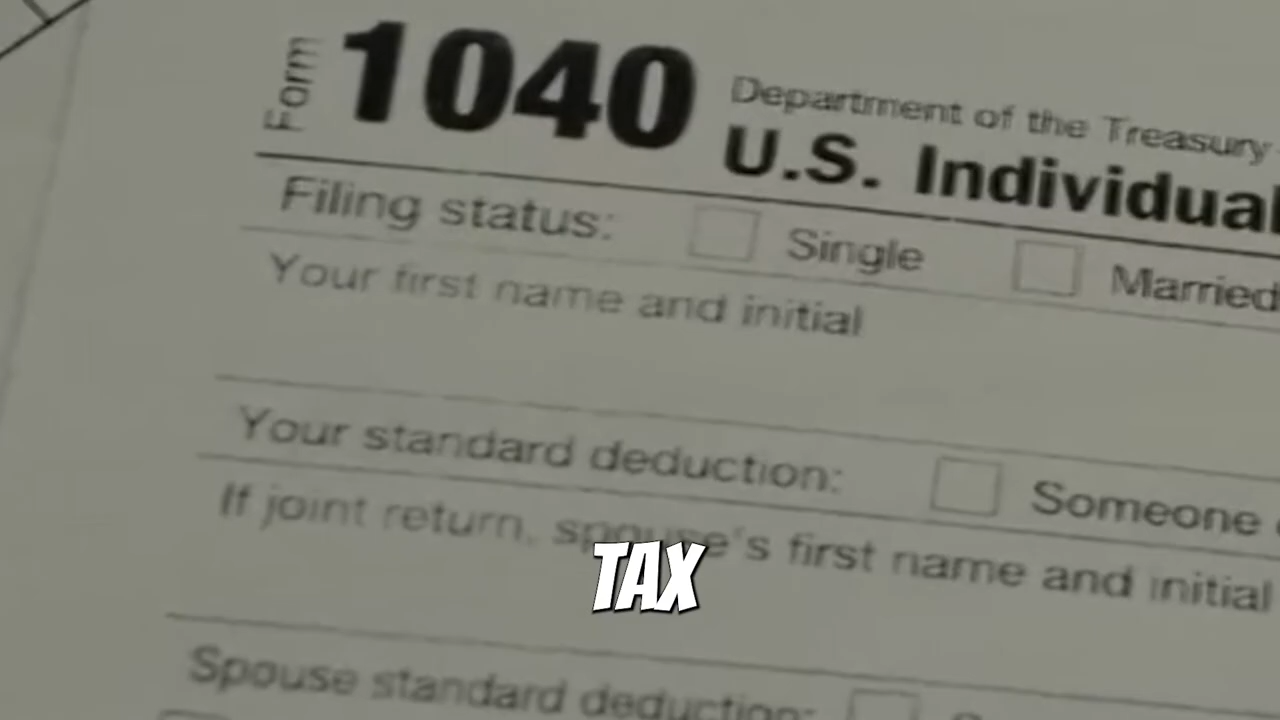 Form 1040
Department of the Treasury
U.S. Individual
Filing status: Single Married
Your first name and initial
Your standard deduction: Someone
If joint return, spouse's first name and initial
TAX
Spouse standard deduction: